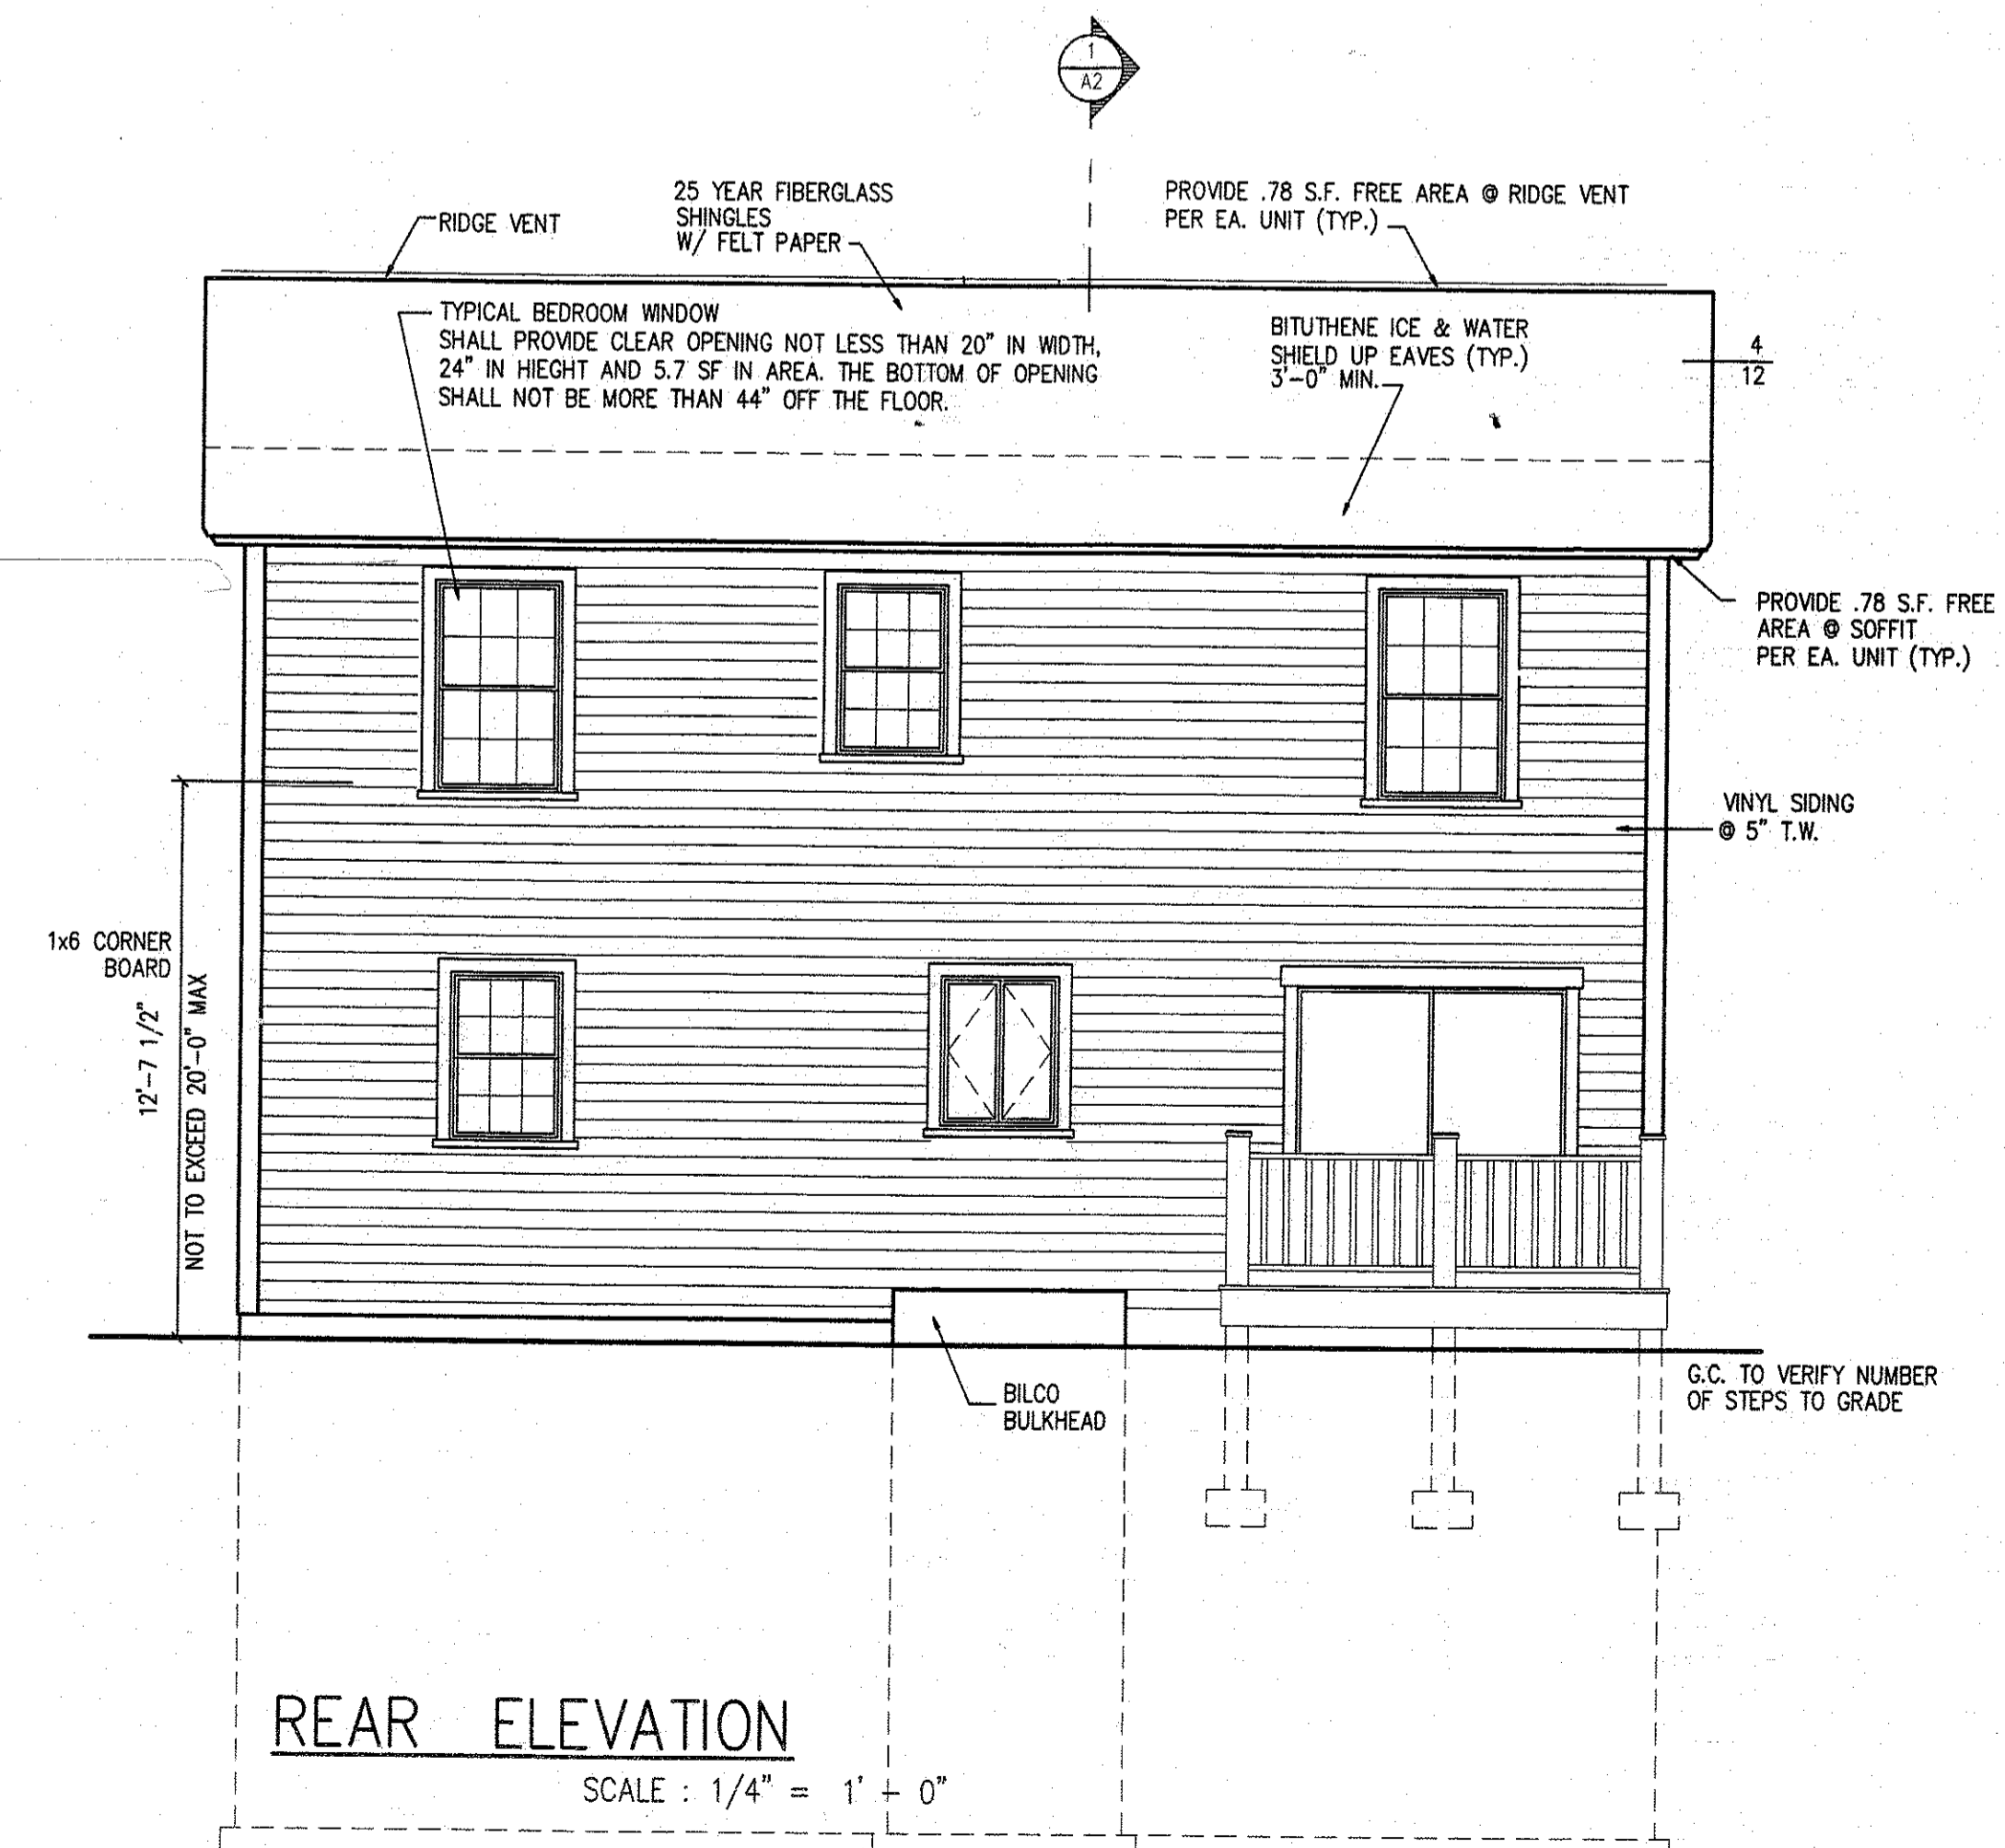 1
A2
25 YEAR FIBERGLASS
SHINGLES
W/ FELT PAPER
RIDGE VENT
PROVIDE .78 S.F. FREE AREA @ RIDGE VENT
PER EA. UNIT (TYP.)
TYPICAL BEDROOM WINDOW
SHALL PROVIDE CLEAR OPENING NOT LESS THAN 20" IN WIDTH,
24" IN HIEGHT AND 5.7 SF IN AREA. THE BOTTOM OF OPENING
SHALL NOT BE MORE THAN 44" OFF THE FLOOR.
BITUTHENE ICE & WATER
SHIELD UP EAVES (TYP.)
3'-0" MIN.
4
12
PROVIDE .78 S.F. FREE
AREA @ SOFFIT
PER EA. UNIT (TYP.)
VINYL SIDING
@ 5" T.W.
1x6 CORNER
BOARD
12'-7 1/2"
NOT TO EXCEED 20'-0" MAX
BILCO
BULKHEAD
G.C. TO VERIFY NUMBER
OF STEPS TO GRADE
REAR ELEVATION
SCALE : 1/4" = 1' - 0"